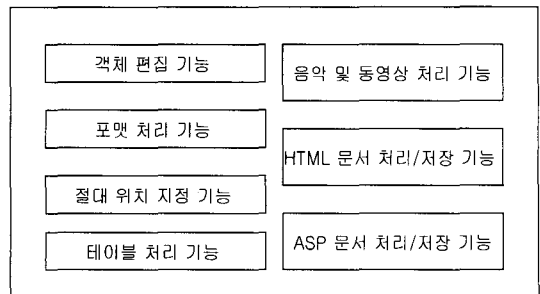 객체 편집 기능
포맷 처리 기능
절대 위치 지정 기능
테이블 처리 기능
음악 및 동영상 처리 기능
HTML 문서 처리/저장 기능
ASP 문서 처리/저장 기능